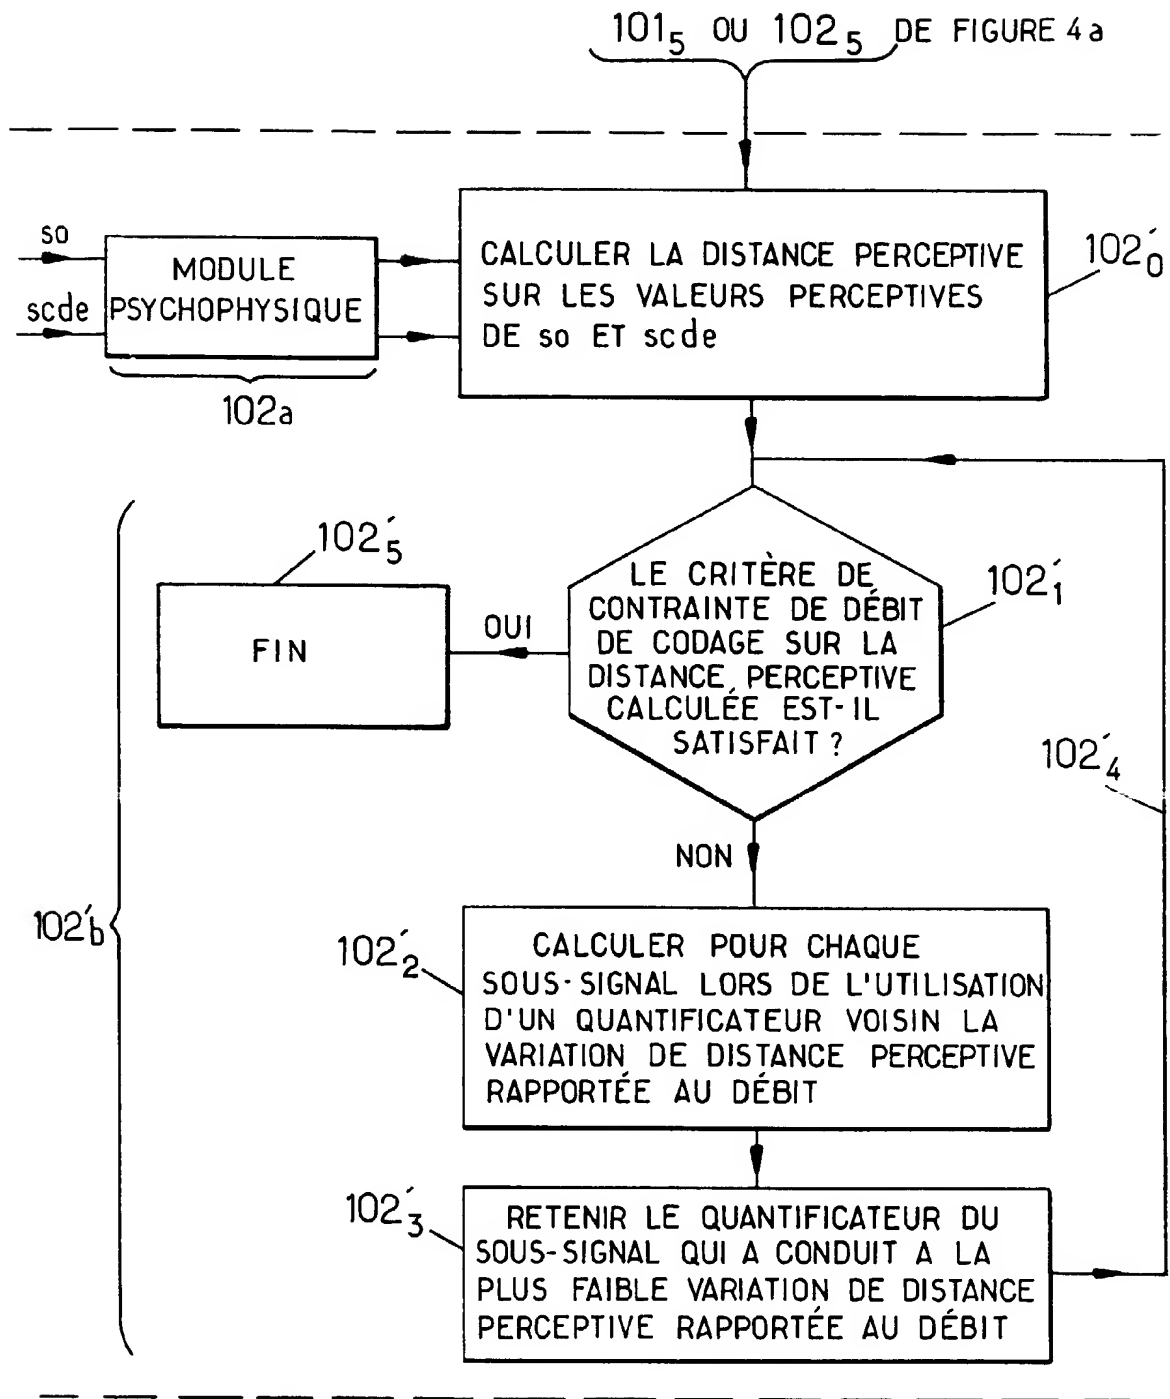 101₅ OU 102₅ DE FIGURE 4a
so
scde
MODULE
PSYCHOPHYSIQUE
102a
CALCULER LA DISTANCE PERCEPTIVE
SUR LES VALEURS PERCEPTIVES
DE so ET scde
102'₀
102'₅
FIN
OUI
LE CRITÈRE DE
CONTRAINTE DE DÉBIT
DE CODAGE SUR LA
DISTANCE PERCEPTIVE
CALCULÉE EST-IL
SATISFAIT ?
102'₁
102'₄
NON
102'b
102'₂
CALCULER POUR CHAQUE
SOUS-SIGNAL LORS DE L'UTILISATION
D'UN QUANTIFICATEUR VOISIN LA
VARIATION DE DISTANCE PERCEPTIVE
RAPPORTÉE AU DÉBIT
102'₃
RETENIR LE QUANTIFICATEUR DU
SOUS-SIGNAL QUI A CONDUIT A LA
PLUS FAIBLE VARIATION DE DISTANCE
PERCEPTIVE RAPPORTÉE AU DÉBIT